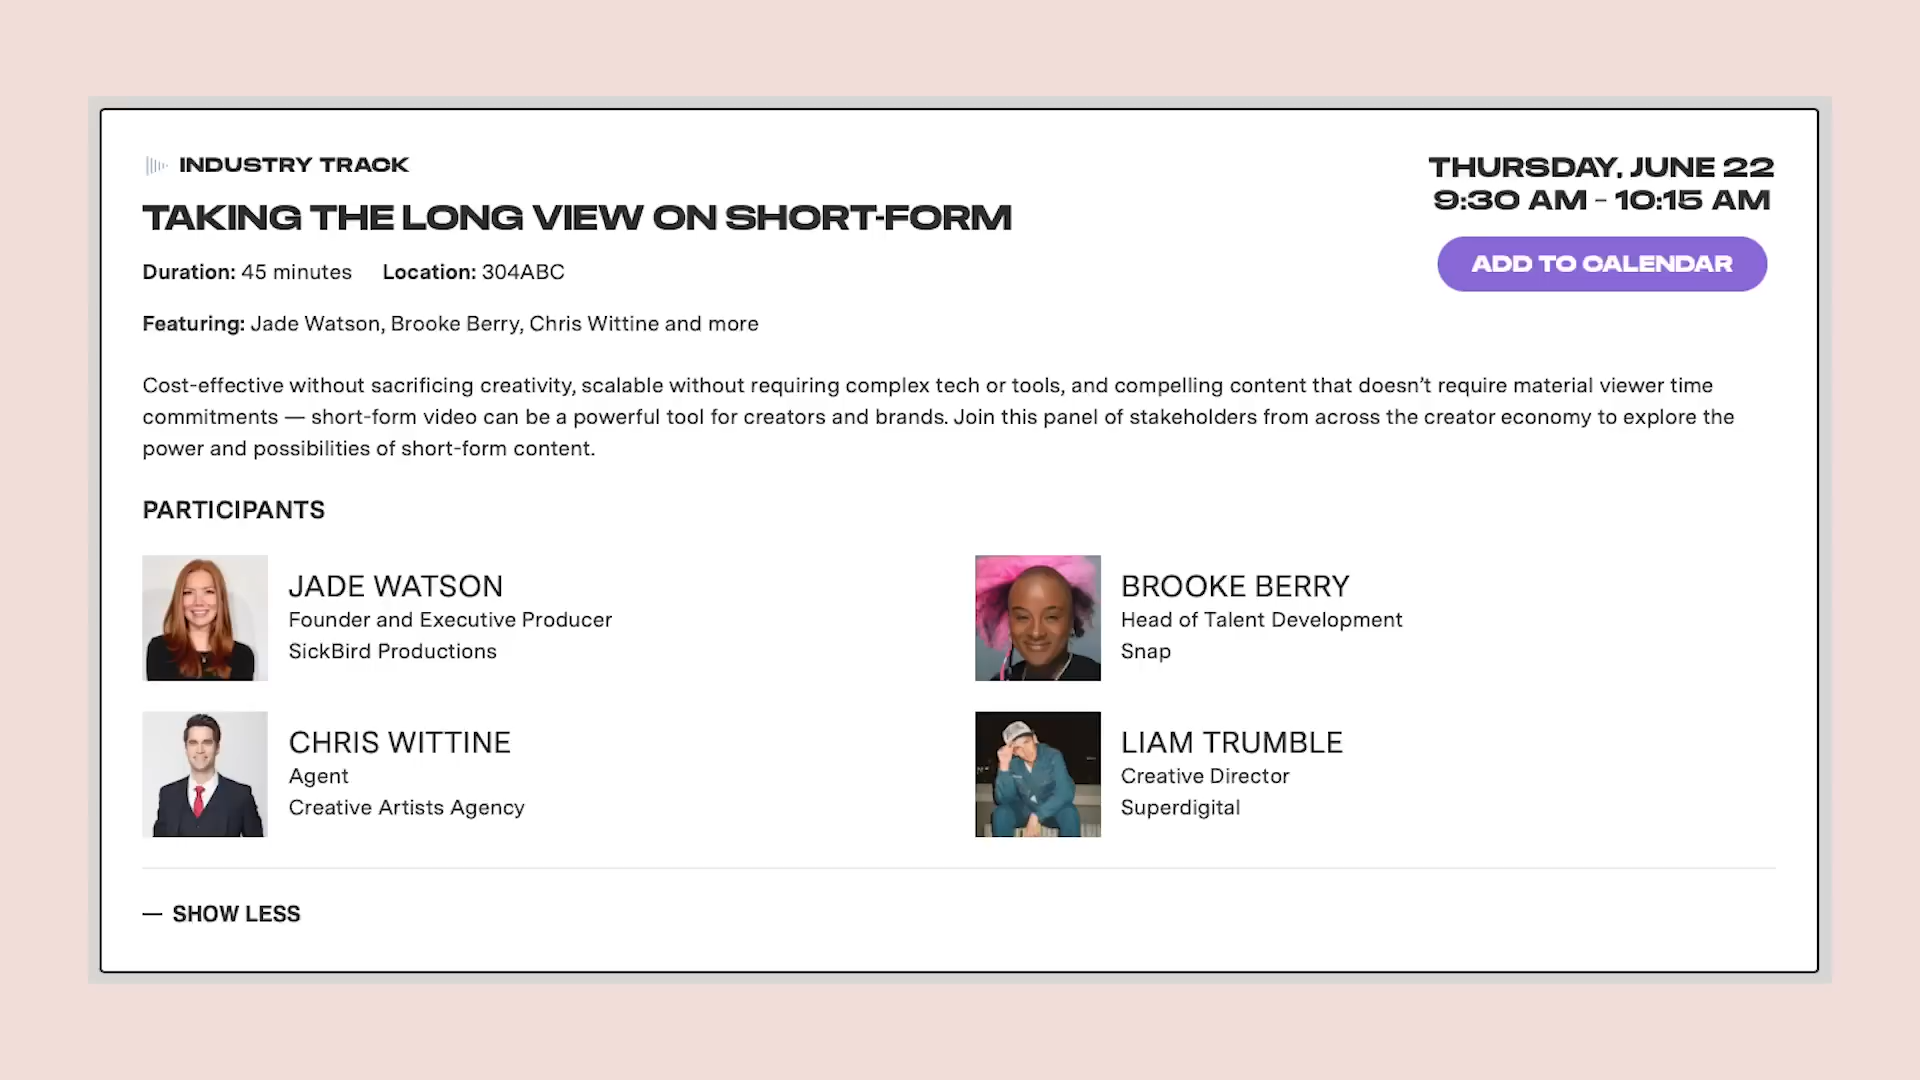 INDUSTRY TRACK
TAKING THE LONG VIEW ON SHORT-FORM
THURSDAY, JUNE 22
9:30 AM - 10:15 AM
ADD TO CALENDAR
Duration: 45 minutes Location: 304ABC
Featuring: Jade Watson, Brooke Berry, Chris Wittine and more
Cost-effective without sacrificing creativity, scalable without requiring complex tech or tools, and compelling content that doesn’t require material viewer time
commitments — short-form video can be a powerful tool for creators and brands. Join this panel of stakeholders from across the creator economy to explore the
power and possibilities of short-form content.
PARTICIPANTS
JADE WATSON
Founder and Executive Producer
SickBird Productions
BROOKE BERRY
Head of Talent Development
Snap
CHRIS WITTINE
Agent
Creative Artists Agency
LIAM TRUMBLE
Creative Director
Superdigital
— SHOW LESS